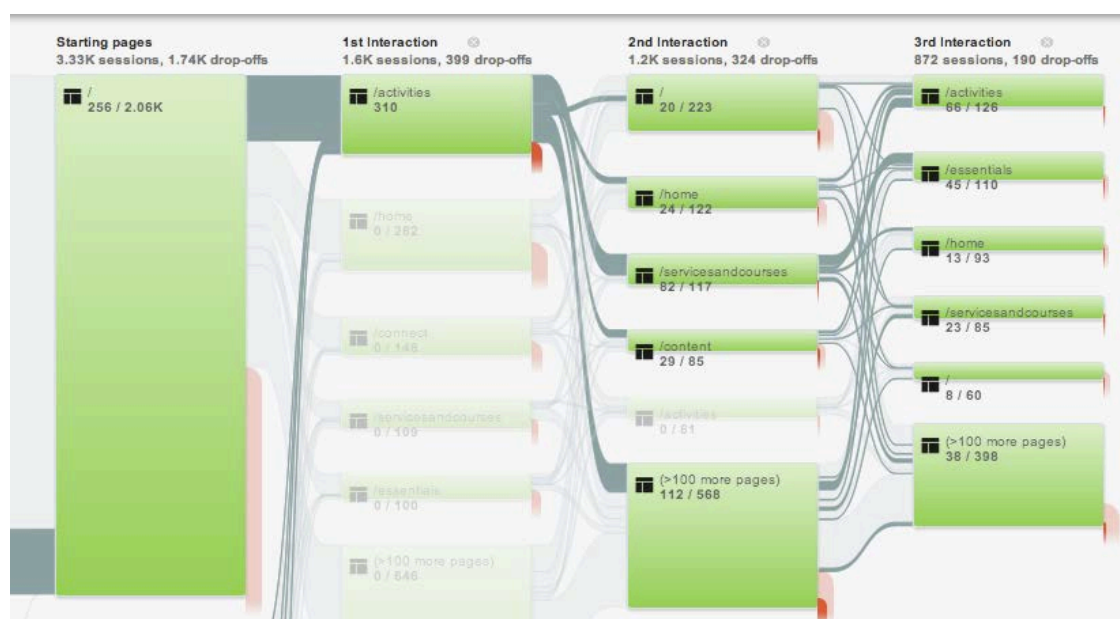 Starting pages
3.33K sessions, 1.74K drop-offs
/
256 / 2.06K
1st Interaction
1.6K sessions, 399 drop-offs
/activities
310
/home
0 / 262
/connect
0 / 146
/servicesandcourses
0 / 109
/essentials
0 / 100
(>100 more pages)
0 / 646
2nd Interaction
1.2K sessions, 324 drop-offs
/
20 / 223
/home
24 / 122
/servicesandcourses
82 / 117
/content
29 / 85
/activities
0 / 81
(>100 more pages)
112 / 568
3rd Interaction
872 sessions, 190 drop-offs
/activities
66 / 126
/essentials
45 / 110
/home
13 / 93
/servicesandcourses
23 / 85
/
8 / 60
(>100 more pages)
38 / 398